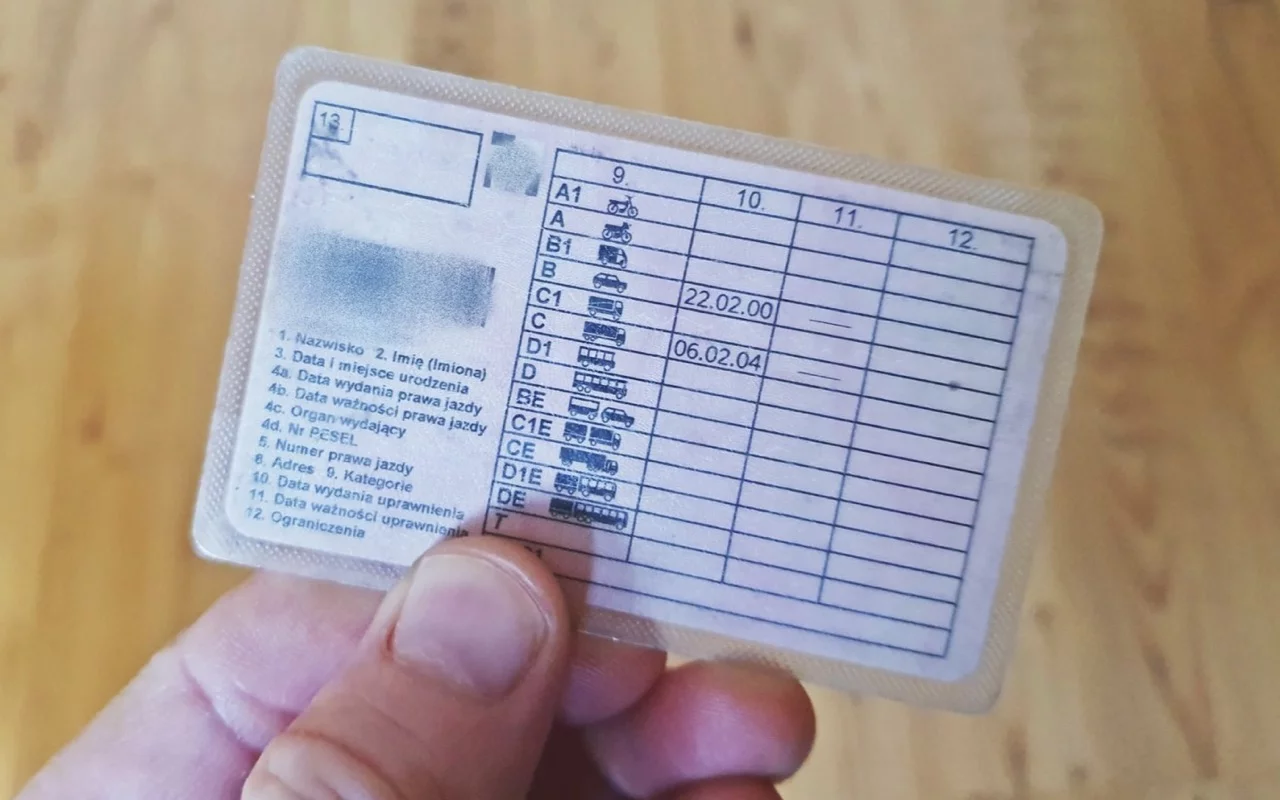 13.
1. Nazwisko 2. Imię (Imiona)
3. Data i miejsce urodzenia
4a. Data wydania prawa jazdy
4b. Data ważności prawa jazdy
4c. Organ wydający
4d. Nr PESEL
5. Numer prawa jazdy
8. Adres 9. Kategorie
10. Data wydania uprawnienia
11. Data ważności uprawnienia
12. Ograniczenia
9. 10. 11. 12.
A1
A
B1
B 22.02.00
C1
C 06.02.04
D1
D
BE
C1E
CE
D1E
DE
T